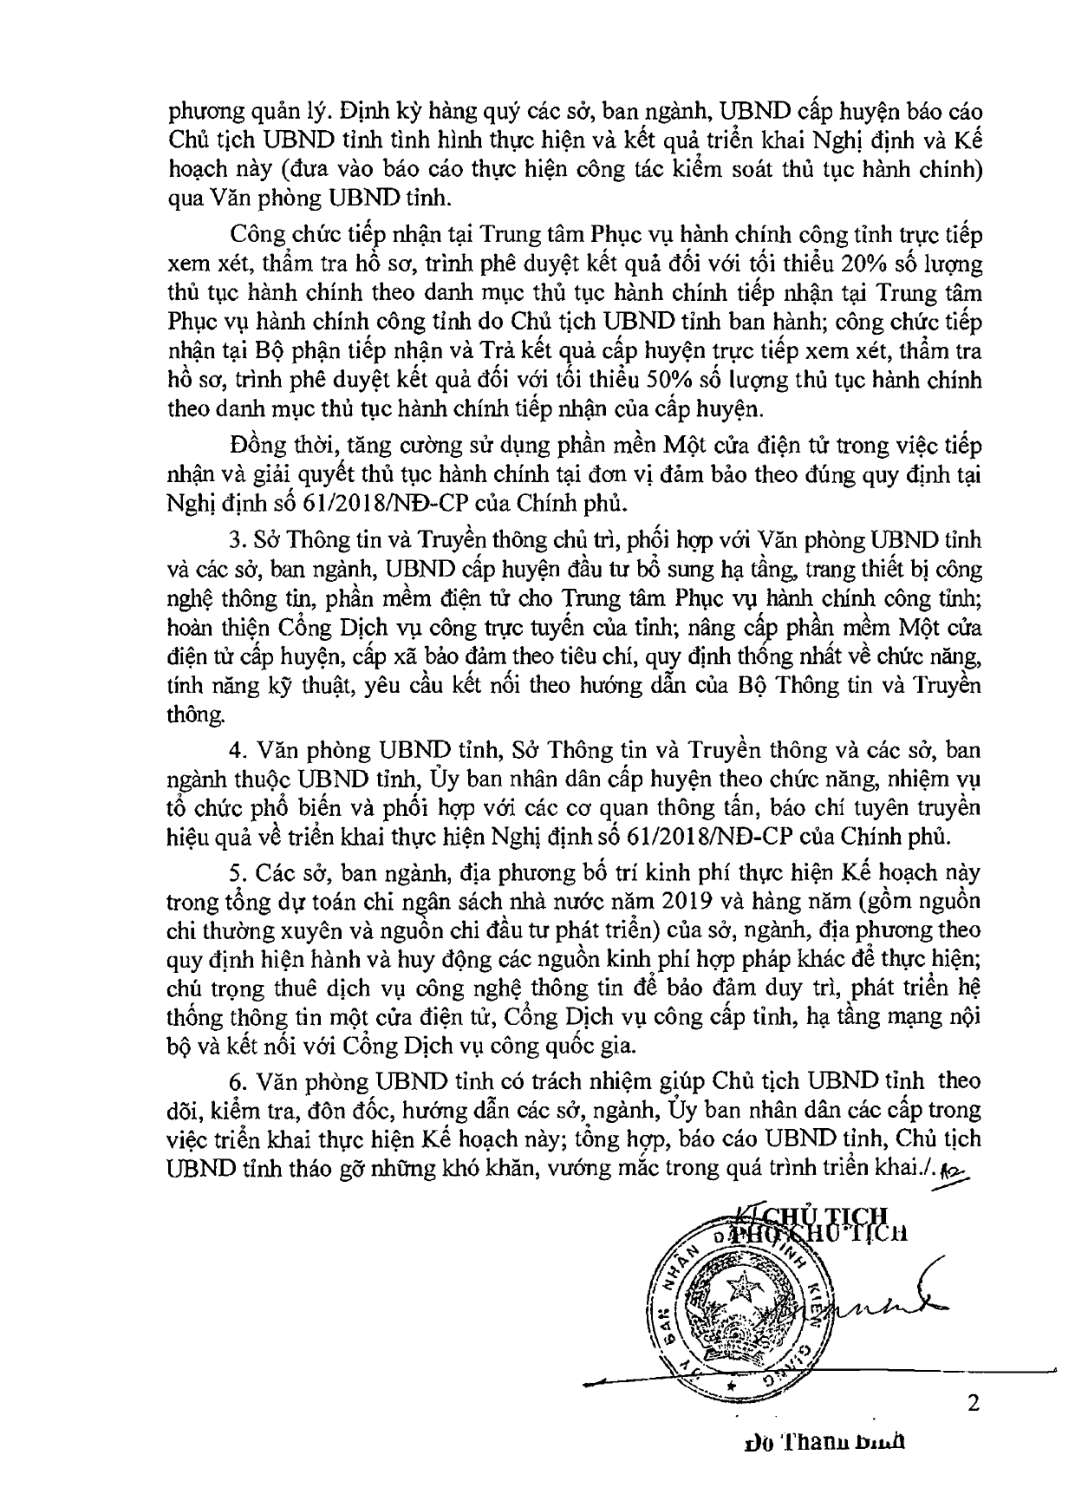 phương quản lý. Định kỳ hàng quý các sở, ban ngành, UBND cấp huyện báo cáo
Chủ tịch UBND tỉnh tình hình thực hiện và kết quả triển khai Nghị định và Kế
hoạch này (đưa vào báo cáo thực hiện công tác kiểm soát thủ tục hành chính)
qua Văn phòng UBND tỉnh.
Công chức tiếp nhận tại Trung tâm Phục vụ hành chính công tỉnh trực tiếp
xem xét, thẩm tra hồ sơ, trình phê duyệt kết quả đối với tối thiểu 20% số lượng
thủ tục hành chính theo danh mục thủ tục hành chính tiếp nhận tại Trung tâm
Phục vụ hành chính công tỉnh do Chủ tịch UBND tỉnh ban hành; công chức tiếp
nhận tại Bộ phận tiếp nhận và Trả kết quả cấp huyện trực tiếp xem xét, thẩm tra
hồ sơ, trình phê duyệt kết quả đối với tối thiểu 50% số lượng thủ tục hành chính
theo danh mục thủ tục hành chính tiếp nhận của cấp huyện.
Đồng thời, tăng cường sử dụng phần mền Một cửa điện tử trong việc tiếp
nhận và giải quyết thủ tục hành chính tại đơn vị đảm bảo theo đúng quy định tại
Nghị định số 61/2018/NĐ-CP của Chính phủ.
3. Sở Thông tin và Truyền thông chủ trì, phối hợp với Văn phòng UBND tỉnh
và các sở, ban ngành, UBND cấp huyện đầu tư bổ sung hạ tầng, trang thiết bị công
nghệ thông tin, phần mềm điện tử cho Trung tâm Phục vụ hành chính công tỉnh;
hoàn thiện Cổng Dịch vụ công trực tuyến của tỉnh; nâng cấp phần mềm Một cửa
điện tử cấp huyện, cấp xã bảo đảm theo tiêu chí, quy định thống nhất về chức năng,
tính năng kỹ thuật, yêu cầu kết nối theo hướng dẫn của Bộ Thông tin và Truyền
thông.
4. Văn phòng UBND tỉnh, Sở Thông tin và Truyền thông và các sở, ban
ngành thuộc UBND tỉnh, Ủy ban nhân dân cấp huyện theo chức năng, nhiệm vụ
tổ chức phổ biến và phối hợp với các cơ quan thông tấn, báo chí tuyên truyền
hiệu quả về triển khai thực hiện Nghị định số 61/2018/NĐ-CP của Chính phủ.
5. Các sở, ban ngành, địa phương bố trí kinh phí thực hiện Kế hoạch này
trong tổng dự toán chi ngân sách nhà nước năm 2019 và hàng năm (gồm nguồn
chi thường xuyên và nguồn chi đầu tư phát triển) của sở, ngành, địa phương theo
quy định hiện hành và huy động các nguồn kinh phí hợp pháp khác để thực hiện;
chú trọng thuê dịch vụ công nghệ thông tin để bảo đảm duy trì, phát triển hệ
thống thông tin một cửa điện tử, Cổng Dịch vụ công cấp tỉnh, hạ tầng mạng nội
bộ và kết nối với Cổng Dịch vụ công quốc gia.
6. Văn phòng UBND tỉnh có trách nhiệm giúp Chủ tịch UBND tỉnh theo
dõi, kiểm tra, đôn đốc, hướng dẫn các sở, ngành, Ủy ban nhân dân các cấp trong
việc triển khai thực hiện Kế hoạch này; tổng hợp, báo cáo UBND tỉnh, Chủ tịch
UBND tỉnh tháo gỡ những khó khăn, vướng mắc trong quá trình triển khai./.
KT CHỦ TỊCH
PHÓ CHỦ TỊCH
ỦY BAN NHÂN DÂN TỈNH KIÊN GIANG
2
Đỗ Thanh Bình